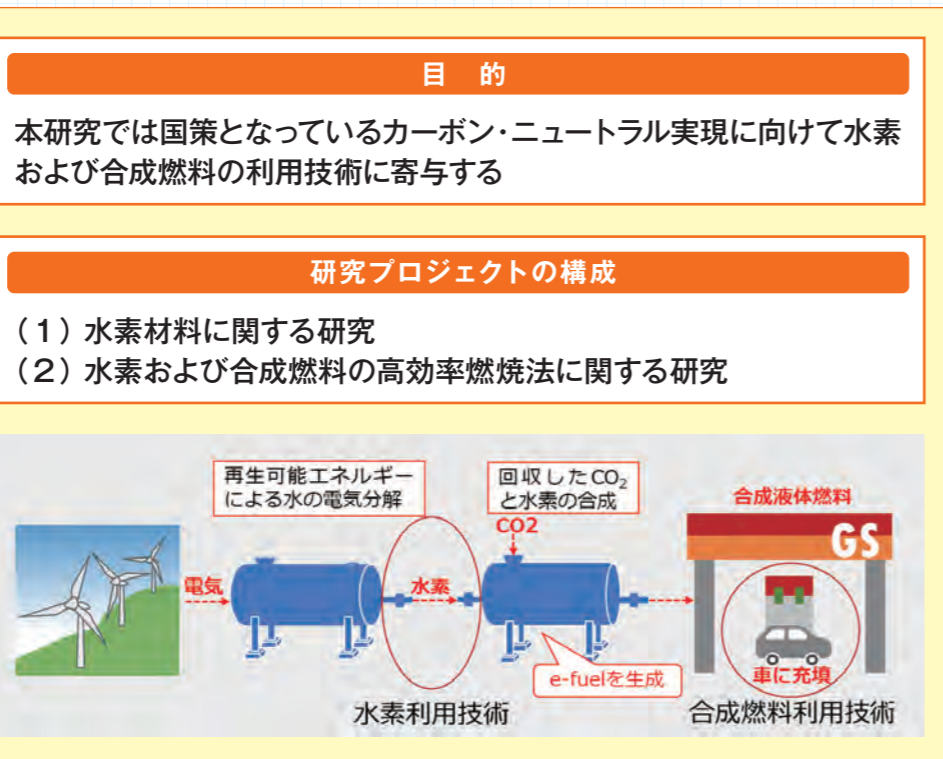 目 的
本研究では国策となっているカーボン・ニュートラル実現に向けて水素
および合成燃料の利用技術に寄与する
研究プロジェクトの構成
（1）水素材料に関する研究
（2）水素および合成燃料の高効率燃焼法に関する研究
再生可能エネルギー
による水の電気分解
回収したCO₂
と水素の合成
CO2
合成液体燃料
GS
電気
水素
e-fuelを生成
車に充填
水素利用技術
合成燃料利用技術